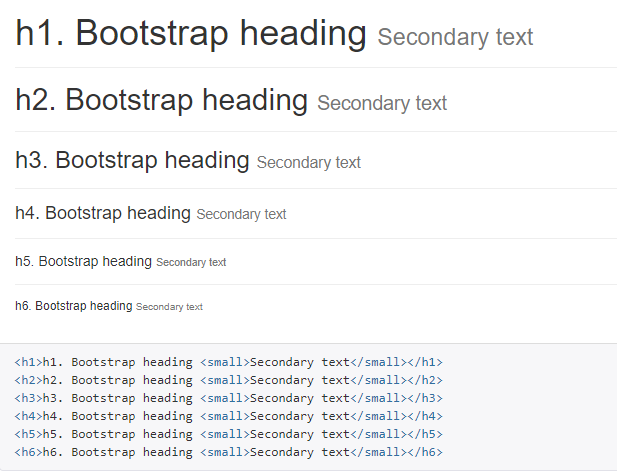 h1. Bootstrap heading Secondary text
h2. Bootstrap heading Secondary text
h3. Bootstrap heading Secondary text
h4. Bootstrap heading Secondary text
h5. Bootstrap heading Secondary text
h6. Bootstrap heading Secondary text
<h1>h1. Bootstrap heading <small>Secondary text</small></h1>
<h2>h2. Bootstrap heading <small>Secondary text</small></h2>
<h3>h3. Bootstrap heading <small>Secondary text</small></h3>
<h4>h4. Bootstrap heading <small>Secondary text</small></h4>
<h5>h5. Bootstrap heading <small>Secondary text</small></h5>
<h6>h6. Bootstrap heading <small>Secondary text</small></h6>